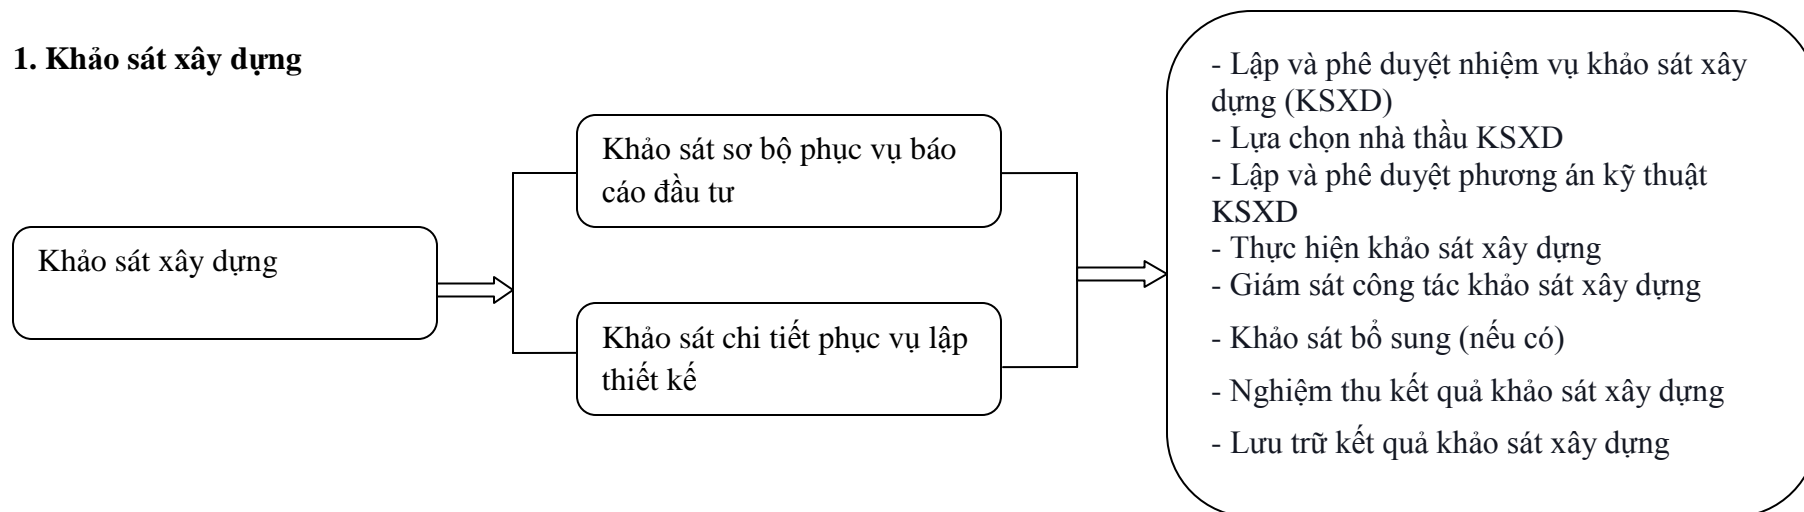 1. Khảo sát xây dựng
Khảo sát xây dựng
Khảo sát sơ bộ phục vụ báo
cáo đầu tư
Khảo sát chi tiết phục vụ lập
thiết kế
- Lập và phê duyệt nhiệm vụ khảo sát xây
dựng (KSXD)
- Lựa chọn nhà thầu KSXD
- Lập và phê duyệt phương án kỹ thuật
KSXD
- Thực hiện khảo sát xây dựng
- Giám sát công tác khảo sát xây dựng
- Khảo sát bổ sung (nếu có)
- Nghiệm thu kết quả khảo sát xây dựng
- Lưu trữ kết quả khảo sát xây dựng